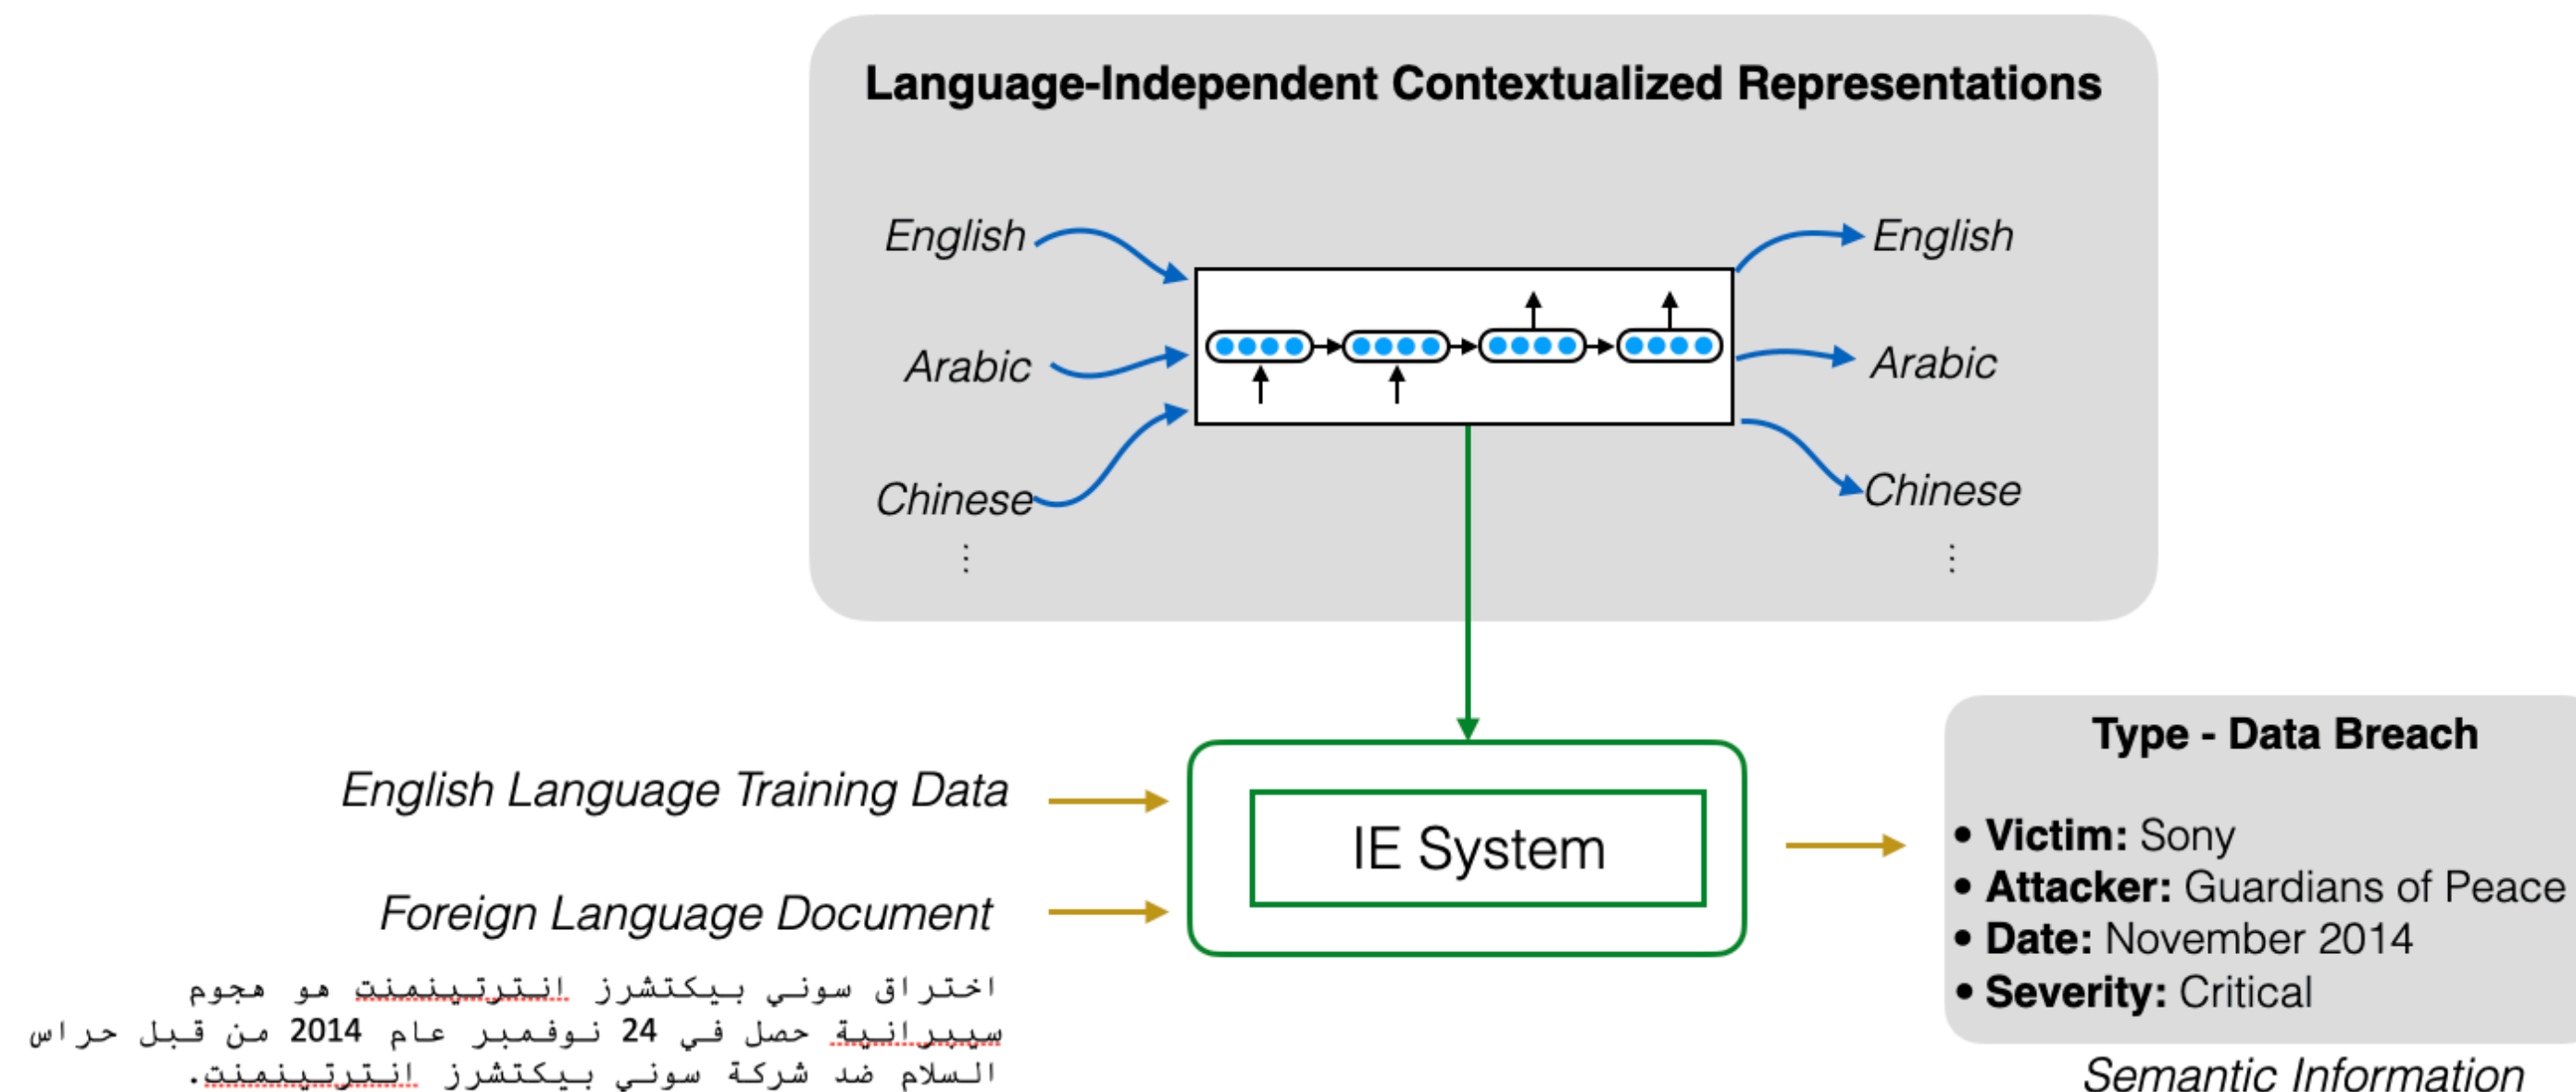 Language-Independent Contextualized Representations
English
Arabic
Chinese
⋮
English
Arabic
Chinese
⋮
English Language Training Data
Foreign Language Document
اختراق سوني بيكتشرز انترتينمنت هو هجوم
سيبرانية حصل في 24 نوفمبر عام 2014 من قبل حراس
السلام ضد شركة سوني بيكتشرز انترتينمنت.
IE System
Type - Data Breach
• Victim: Sony
• Attacker: Guardians of Peace
• Date: November 2014
• Severity: Critical
Semantic Information